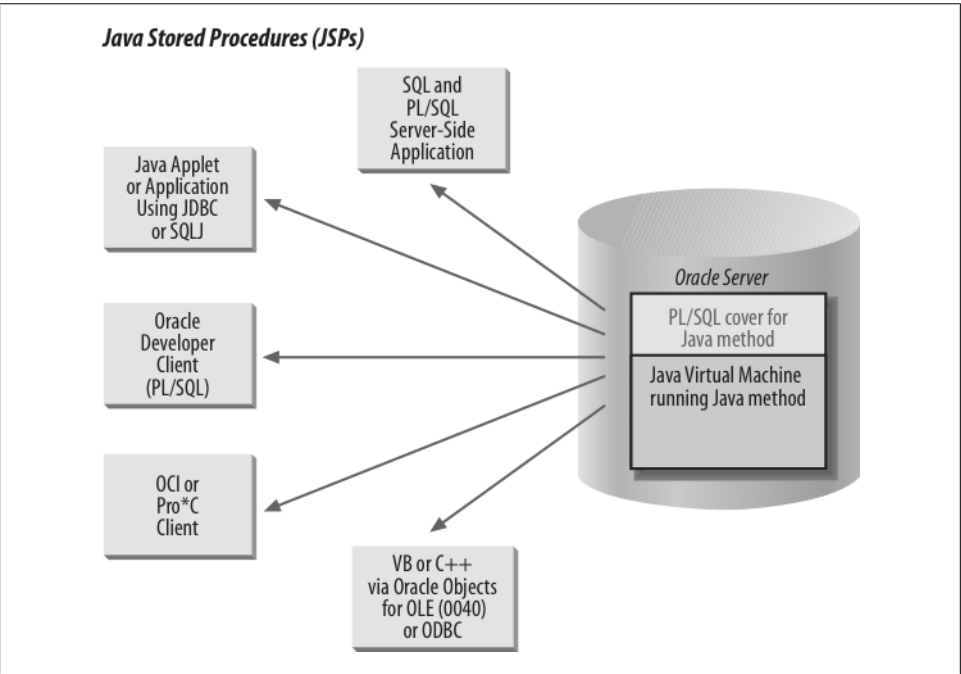 Java Stored Procedures (JSPs)
SQL and
PL/SQL
Server-Side
Application
Java Applet
or Application
Using JDBC
or SQLJ
Oracle
Developer
Client
(PL/SQL)
OCI or
Pro*C
Client
VB or C++
via Oracle Objects
for OLE (0040)
or ODBC
Oracle Server
PL/SQL cover for
Java method
Java Virtual Machine
running Java method